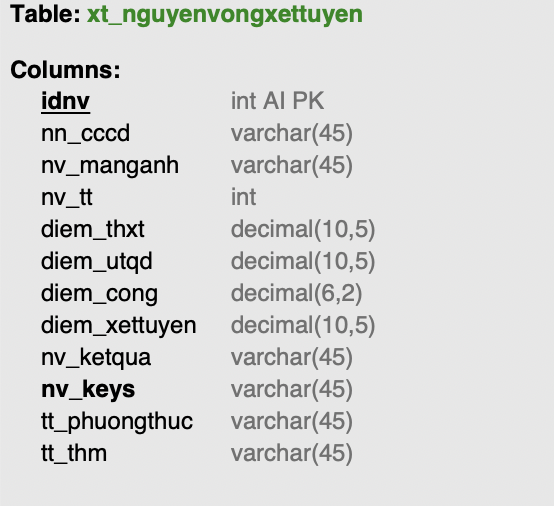 Table: xt_nguyenvongxettuyen
Columns:
idnv int AI PK
nn_cccd varchar(45)
nv_manganh varchar(45)
nv_tt int
diem_thxt decimal(10,5)
diem_utqd decimal(10,5)
diem_cong decimal(6,2)
diem_xettuyen decimal(10,5)
nv_ketqua varchar(45)
nv_keys varchar(45)
tt_phuongthuc varchar(45)
tt_thm varchar(45)